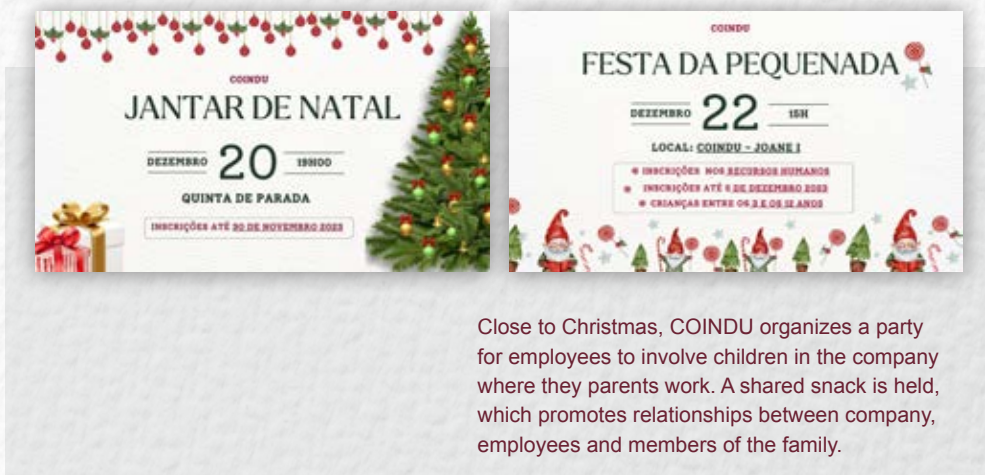 COINDU
JANTAR DE NATAL
DEZEMBRO 20 19H00
QUINTA DE PARADA
INSCRIÇÕES ATÉ 30 DE NOVEMBRO 2023
COINDU
FESTA DA PEQUENADA
DEZEMBRO 22 15H
LOCAL: COINDU - JOANE I
INSCRIÇÕES NOS RECURSOS HUMANOS
INSCRIÇÕES ATÉ 6 DE DEZEMBRO 2023
CRIANÇAS ENTRE OS 3 E OS 12 ANOS
Close to Christmas, COINDU organizes a party
for employees to involve children in the company
where they parents work. A shared snack is held,
which promotes relationships between company,
employees and members of the family.